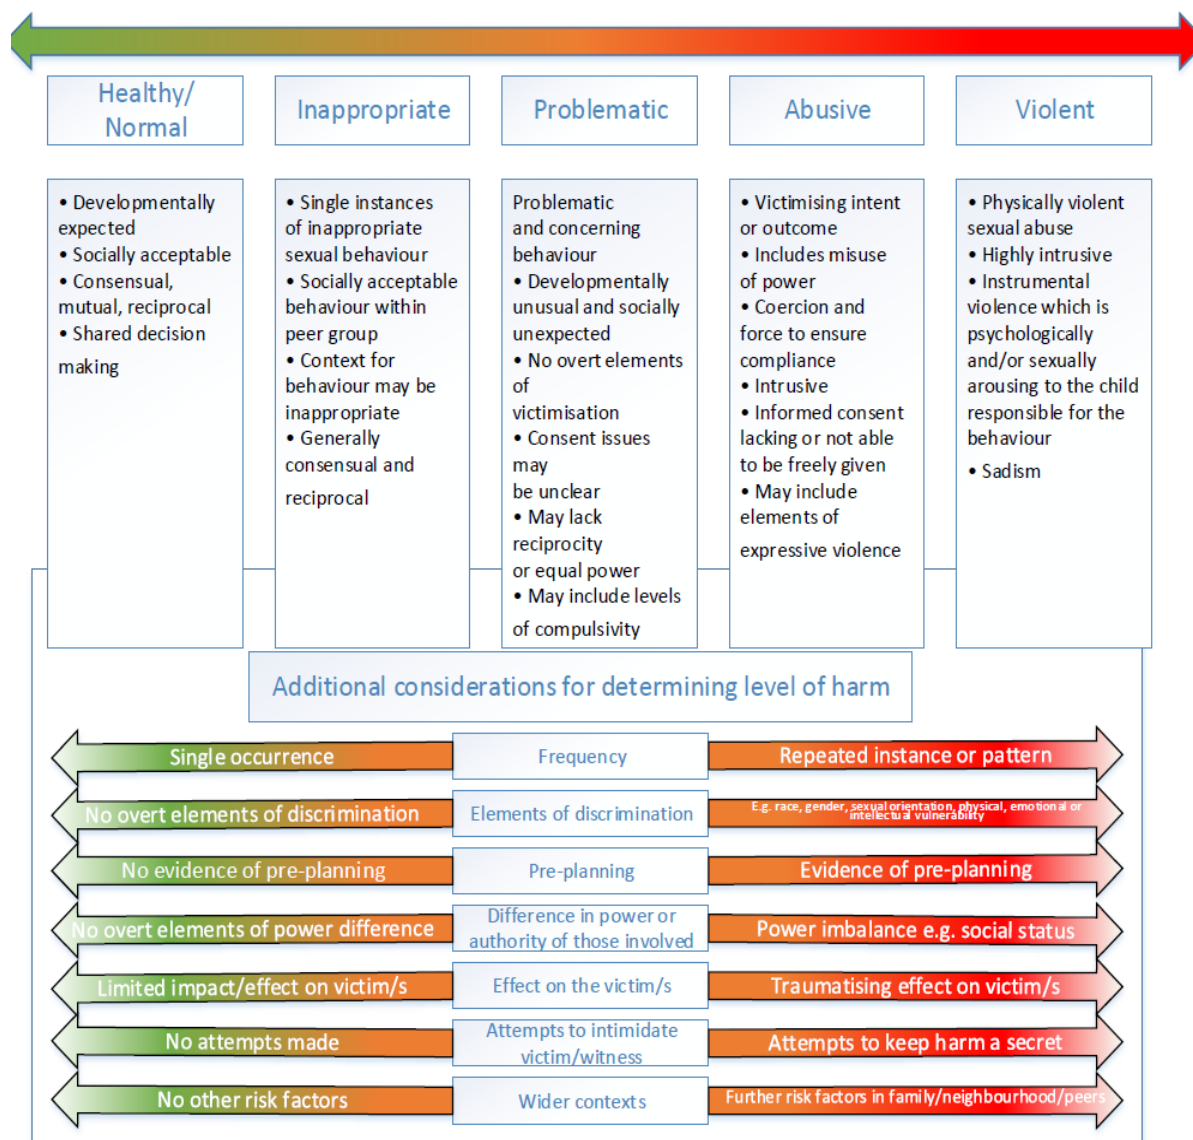 Healthy/
Normal
Inappropriate
Problematic
Abusive
Violent
• Developmentally
expected
• Socially acceptable
• Consensual,
mutual, reciprocal
• Shared decision
making
• Single instances
of inappropriate
sexual behaviour
• Socially acceptable
behaviour within
peer group
• Context for
behaviour may be
inappropriate
• Generally
consensual and
reciprocal
Problematic
and concerning
behaviour
• Developmentally
unusual and socially
unexpected
• No overt elements
of
victimisation
• Consent issues
may
be unclear
• May lack
reciprocity
or equal power
• May include levels
of compulsivity
• Victimising intent
or outcome
• Includes misuse
of power
• Coercion and
force to ensure
compliance
• Intrusive
• Informed consent
lacking or not able
to be freely given
• May include
elements of
expressive violence
• Physically violent
sexual abuse
• Highly intrusive
• Instrumental
violence which is
psychologically
and/or sexually
arousing to the child
responsible for the
behaviour
• Sadism
Additional considerations for determining level of harm
Single occurrence
Frequency
Repeated instance or pattern
No overt elements of discrimination
Elements of discrimination
E.g. race, gender, sexual orientation, physical, emotional or
intellectual vulnerability
No evidence of pre-planning
Pre-planning
Evidence of pre-planning
No overt elements of power difference
Difference in power or
authority of those involved
Power imbalance e.g. social status
Limited impact/effect on victim/s
Effect on the victim/s
Traumatising effect on victim/s
No attempts made
Attempts to intimidate
victim/witness
Attempts to keep harm a secret
No other risk factors
Wider contexts
Further risk factors in family/neighbourhood/peers